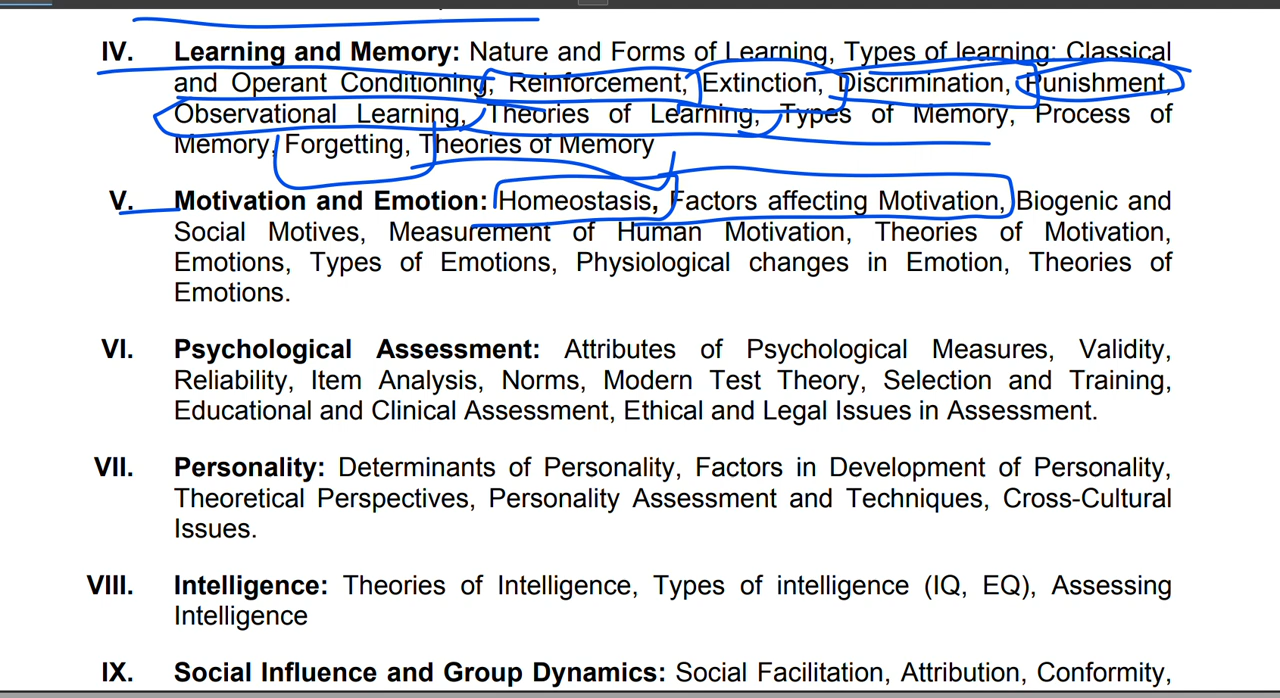 IV. Learning and Memory: Nature and Forms of Learning, Types of learning: Classical
and Operant Conditioning, Reinforcement, Extinction, Discrimination, Punishment,
Observational Learning, Theories of Learning, Types of Memory, Process of
Memory, Forgetting, Theories of Memory
V. Motivation and Emotion: Homeostasis, Factors affecting Motivation, Biogenic and
Social Motives, Measurement of Human Motivation, Theories of Motivation,
Emotions, Types of Emotions, Physiological changes in Emotion, Theories of
Emotions.
VI. Psychological Assessment: Attributes of Psychological Measures, Validity,
Reliability, Item Analysis, Norms, Modern Test Theory, Selection and Training,
Educational and Clinical Assessment, Ethical and Legal Issues in Assessment.
VII. Personality: Determinants of Personality, Factors in Development of Personality,
Theoretical Perspectives, Personality Assessment and Techniques, Cross-Cultural
Issues.
VIII. Intelligence: Theories of Intelligence, Types of intelligence (IQ, EQ), Assessing
Intelligence
IX. Social Influence and Group Dynamics: Social Facilitation, Attribution, Conformity,